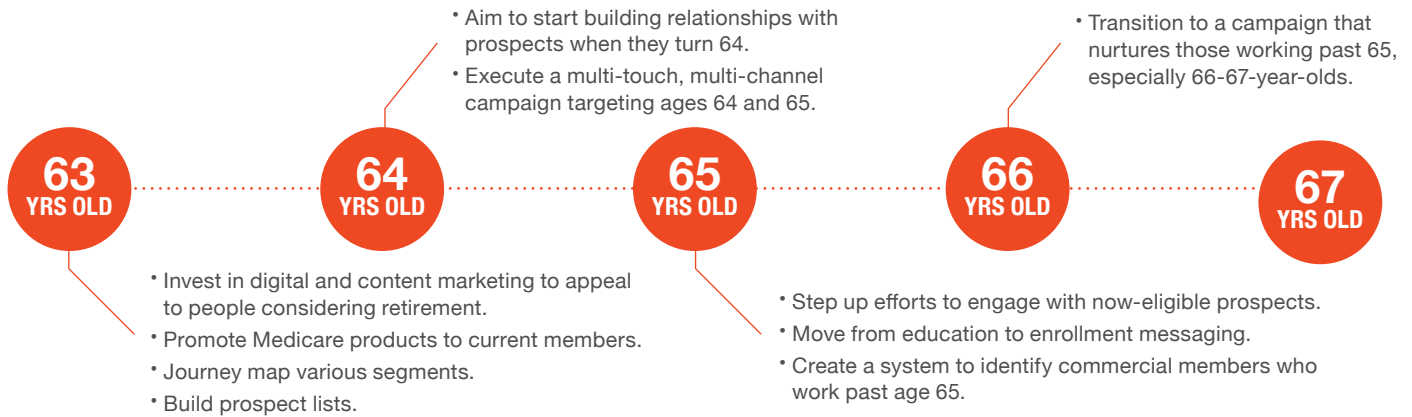 • Aim to start building relationships with
prospects when they turn 64.
• Execute a multi-touch, multi-channel
campaign targeting ages 64 and 65.
• Transition to a campaign that
nurtures those working past 65,
especially 66-67-year-olds.
63
YRS OLD
64
YRS OLD
65
YRS OLD
66
YRS OLD
67
YRS OLD
• Invest in digital and content marketing to appeal
to people considering retirement.
• Promote Medicare products to current members.
• Journey map various segments.
• Build prospect lists.
• Step up efforts to engage with now-eligible prospects.
• Move from education to enrollment messaging.
• Create a system to identify commercial members who
work past age 65.